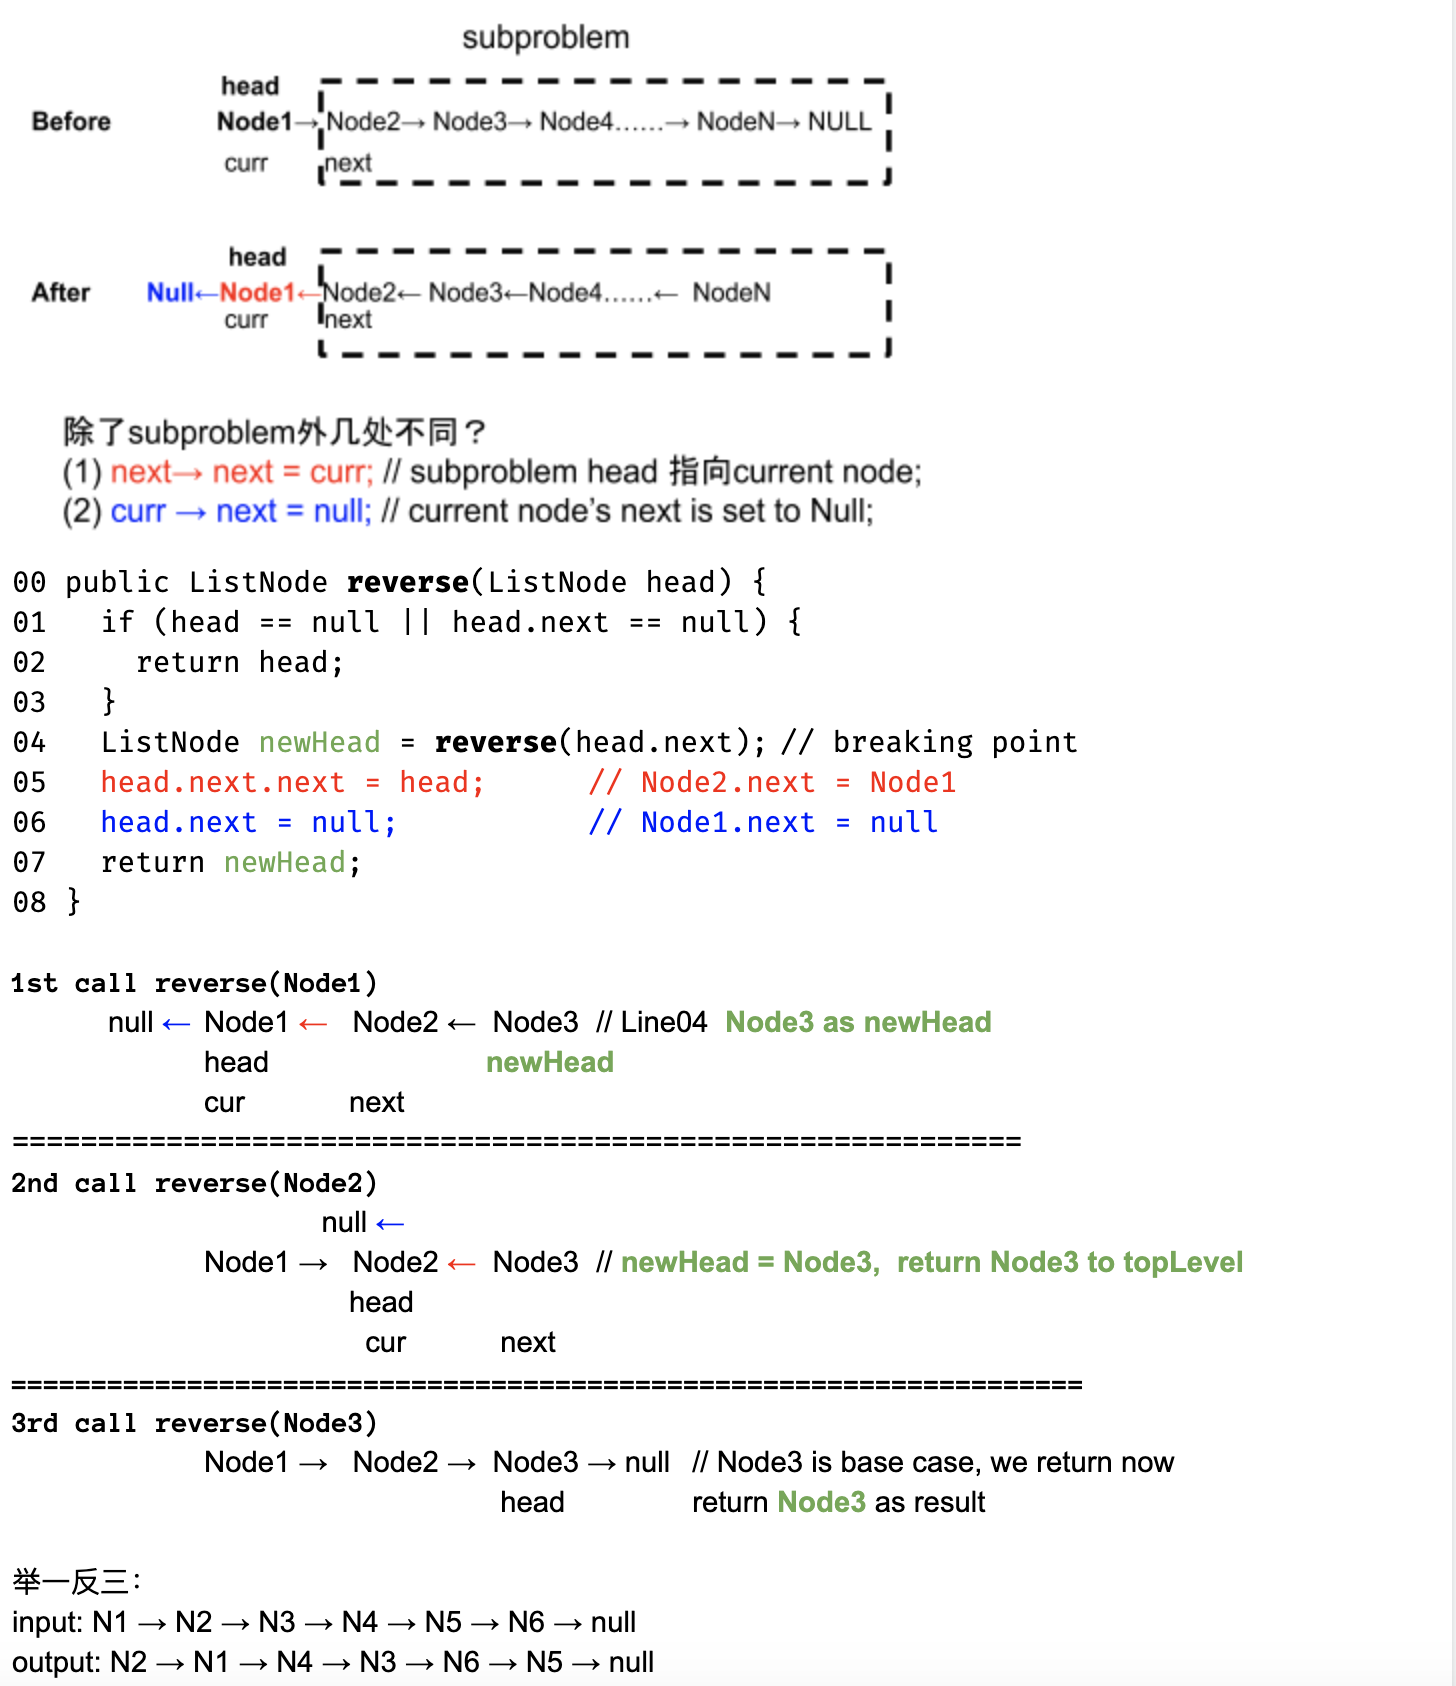 subproblem
head
Before Node1→ Node2→ Node3→ Node4......→ NodeN→ NULL
curr next
head
After Null←Node1←Node2← Node3←Node4......← NodeN
curr next
除了subproblem外几处不同？
(1) next→ next = curr; // subproblem head 指向current node;
(2) curr → next = null; // current node’s next is set to Null;
00 public ListNode reverse(ListNode head) {
01   if (head == null || head.next == null) {
02     return head;
03   }
04   ListNode newHead = reverse(head.next); // breaking point
05   head.next.next = head;      // Node2.next = Node1
06   head.next = null;           // Node1.next = null
07   return newHead;
08 }
1st call reverse(Node1)
null ← Node1 ← Node2 ← Node3 // Line04 Node3 as newHead
head newHead
cur next
=========================================================
2nd call reverse(Node2)
null ←
Node1 → Node2 ← Node3 // newHead = Node3, return Node3 to topLevel
head
cur next
===================================================================
3rd call reverse(Node3)
Node1 → Node2 → Node3 → null // Node3 is base case, we return now
head return Node3 as result
举一反三：
input: N1 → N2 → N3 → N4 → N5 → N6 → null
output: N2 → N1 → N4 → N3 → N6 → N5 → null